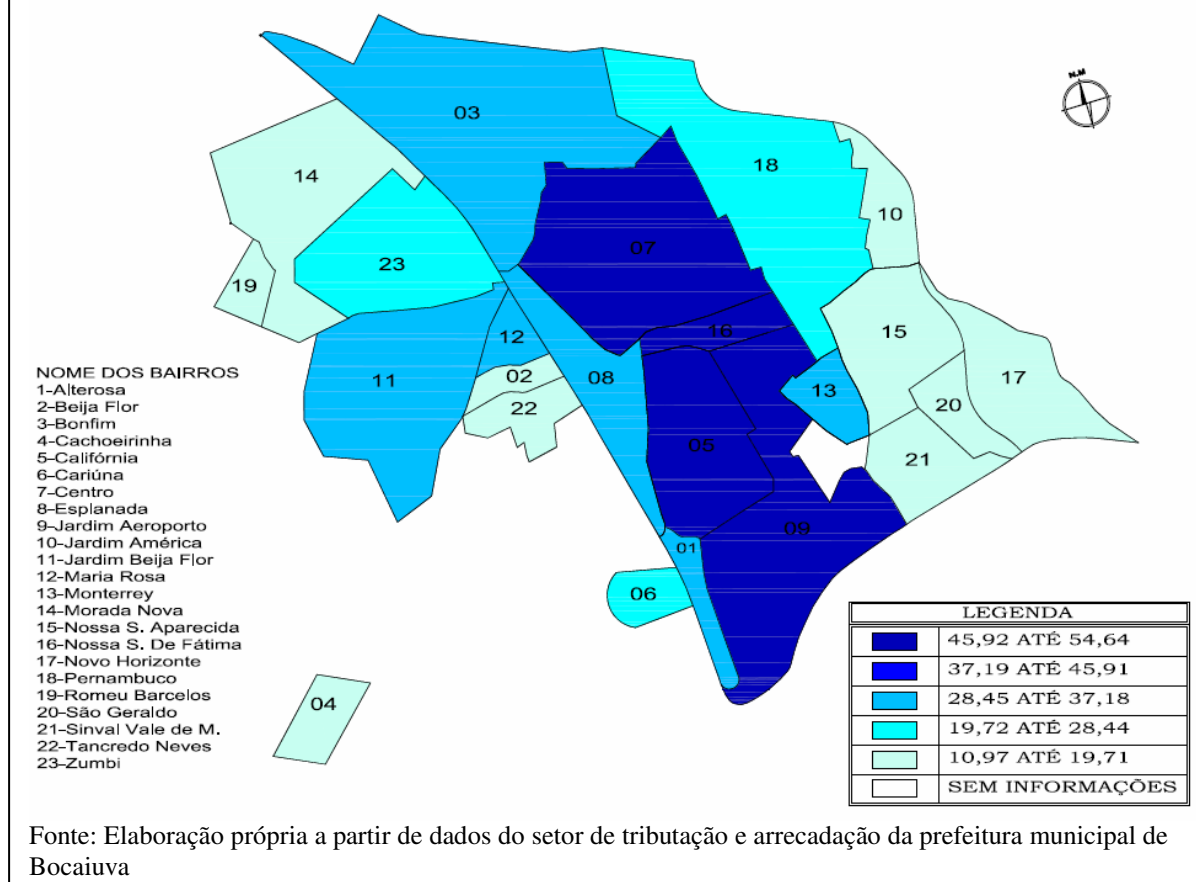 N.M
03
14
18
10
07
23
19
16
12
15
02
08
17
11
13
20
22
05
21
09
01
06
04
NOME DOS BAIRROS
1-Alterosa
2-Beija Flor
3-Bonfim
4-Cachoeirinha
5-Califórnia
6-Cariúna
7-Centro
8-Esplanada
9-Jardim Aeroporto
10-Jardim América
11-Jardim Beija Flor
12-Maria Rosa
13-Monterrey
14-Morada Nova
15-Nossa S. Aparecida
16-Nossa S. De Fátima
17-Novo Horizonte
18-Pernambuco
19-Romeu Barcelos
20-São Geraldo
21-Sinval Vale de M.
22-Tancredo Neves
23-Zumbi
LEGENDA
45,92 ATÉ 54,64
37,19 ATÉ 45,91
28,45 ATÉ 37,18
19,72 ATÉ 28,44
10,97 ATÉ 19,71
SEM INFORMAÇÕES
Fonte: Elaboração própria a partir de dados do setor de tributação e arrecadação da prefeitura municipal de
Bocaiuva